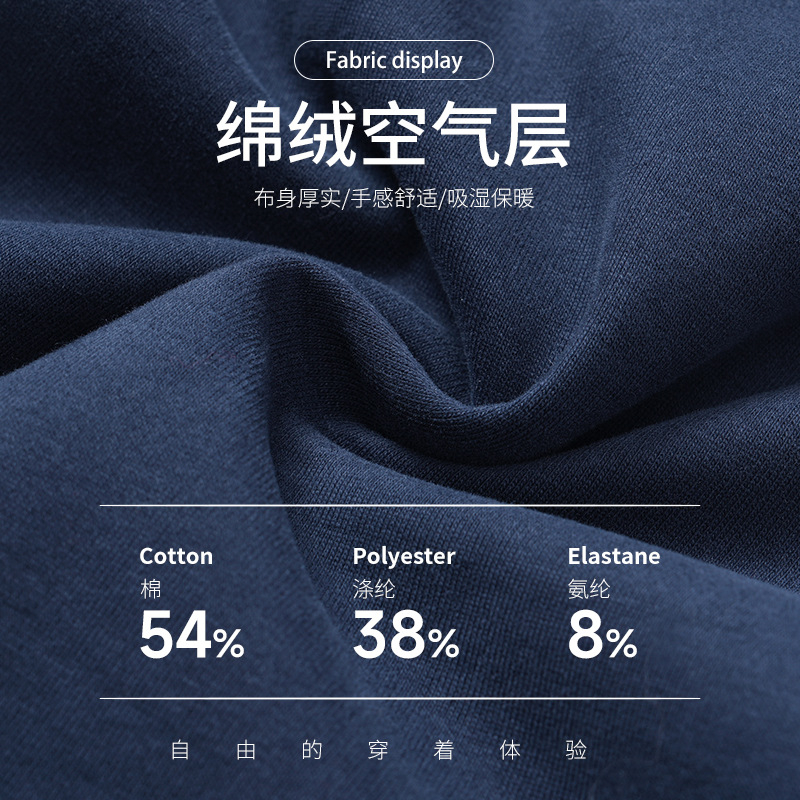 Fabric display
绵绒空气层
布身厚实/手感舒适/吸湿保暖
Cotton
棉
54%
Polyester
涤纶
38%
Elastane
氨纶
8%
自由的穿着体验